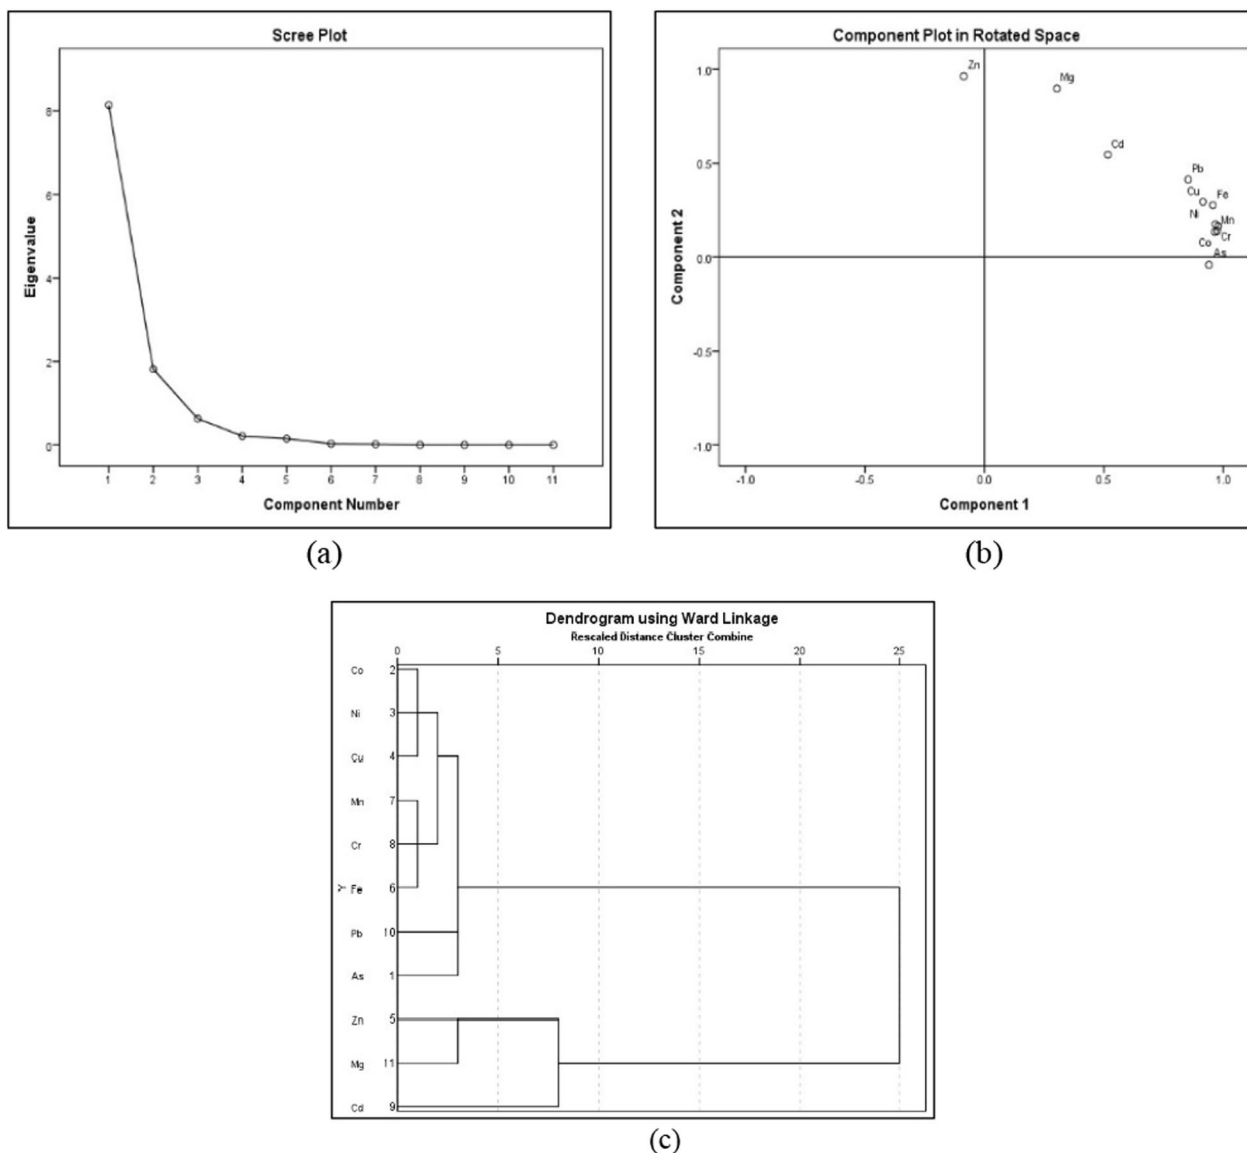 Scree Plot
Eigenvalue
8
6
4
2
0
1 2 3 4 5 6 7 8 9 10 11
Component Number
(a)
Component Plot in Rotated Space
Component 2
1.0
0.5
0.0
-0.5
-1.0
Zn
Mg
Cd
Pb
Cu Fe
Ni Mn
Co Cr
As
-1.0 -0.5 0.0 0.5 1.0
Component 1
(b)
Dendrogram using Ward Linkage
Rescaled Distance Cluster Combine
0 5 10 15 20 25
Co 2
Ni 3
Cu 4
Mn 7
Cr 8
Y Fe 6
Pb 10
As 1
Zn 5
Mg 11
Cd 9
(c)